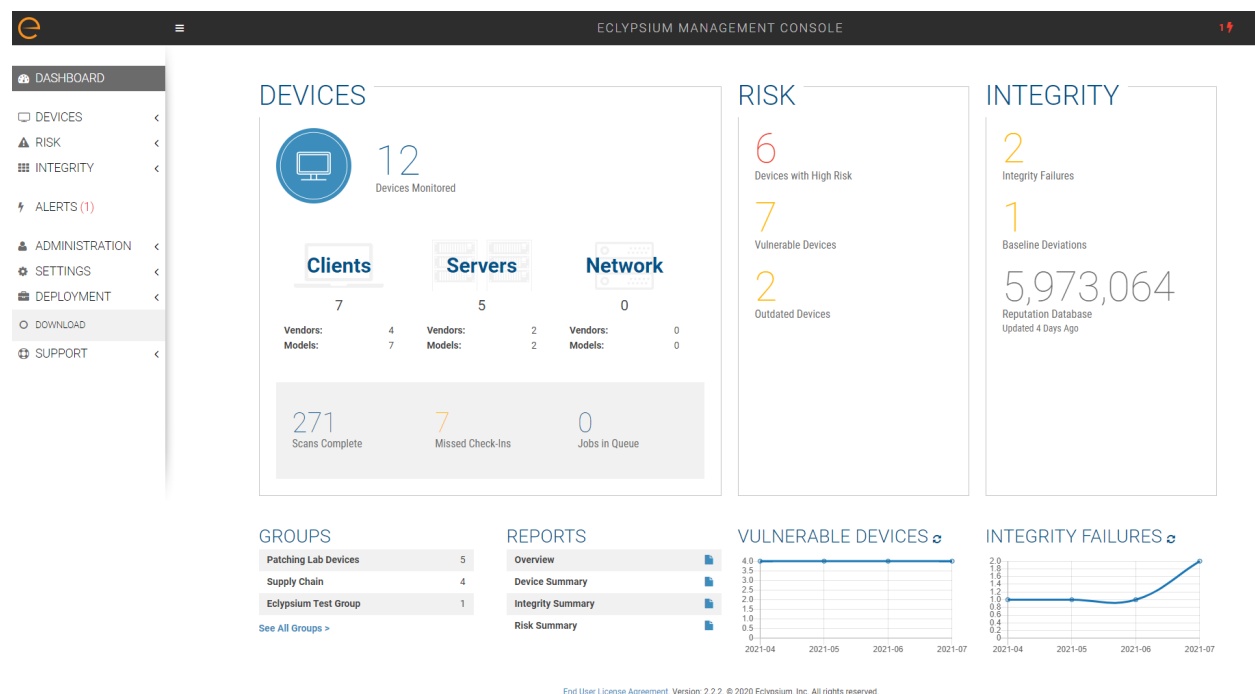 ECLYPSIUM MANAGEMENT CONSOLE
1
DASHBOARD
DEVICES
RISK
INTEGRITY
ALERTS (1)
ADMINISTRATION
SETTINGS
DEPLOYMENT
DOWNLOAD
SUPPORT
DEVICES
12
Devices Monitored
Clients
7
Vendors: 4
Models: 7
Servers
5
Vendors: 2
Models: 2
Network
0
Vendors: 0
Models: 0
271
Scans Complete
7
Missed Check-Ins
0
Jobs in Queue
RISK
6
Devices with High Risk
7
Vulnerable Devices
2
Outdated Devices
INTEGRITY
2
Integrity Failures
1
Baseline Deviations
5,973,064
Reputation Database
Updated 4 Days Ago
GROUPS
Patching Lab Devices 5
Supply Chain 4
Eclypsium Test Group 1
See All Groups >
REPORTS
Overview
Device Summary
Integrity Summary
Risk Summary
VULNERABLE DEVICES
4.0
3.5
3.0
2.5
2.0
1.5
1.0
0.5
0
2021-04 2021-05 2021-06 2021-07
INTEGRITY FAILURES
2.0
1.8
1.6
1.4
1.2
1.0
0.8
0.6
0.4
0.2
0
2021-04 2021-05 2021-06 2021-07
End User License Agreement. Version: 2.2.2. © 2020 Eclypsium, Inc. All rights reserved.